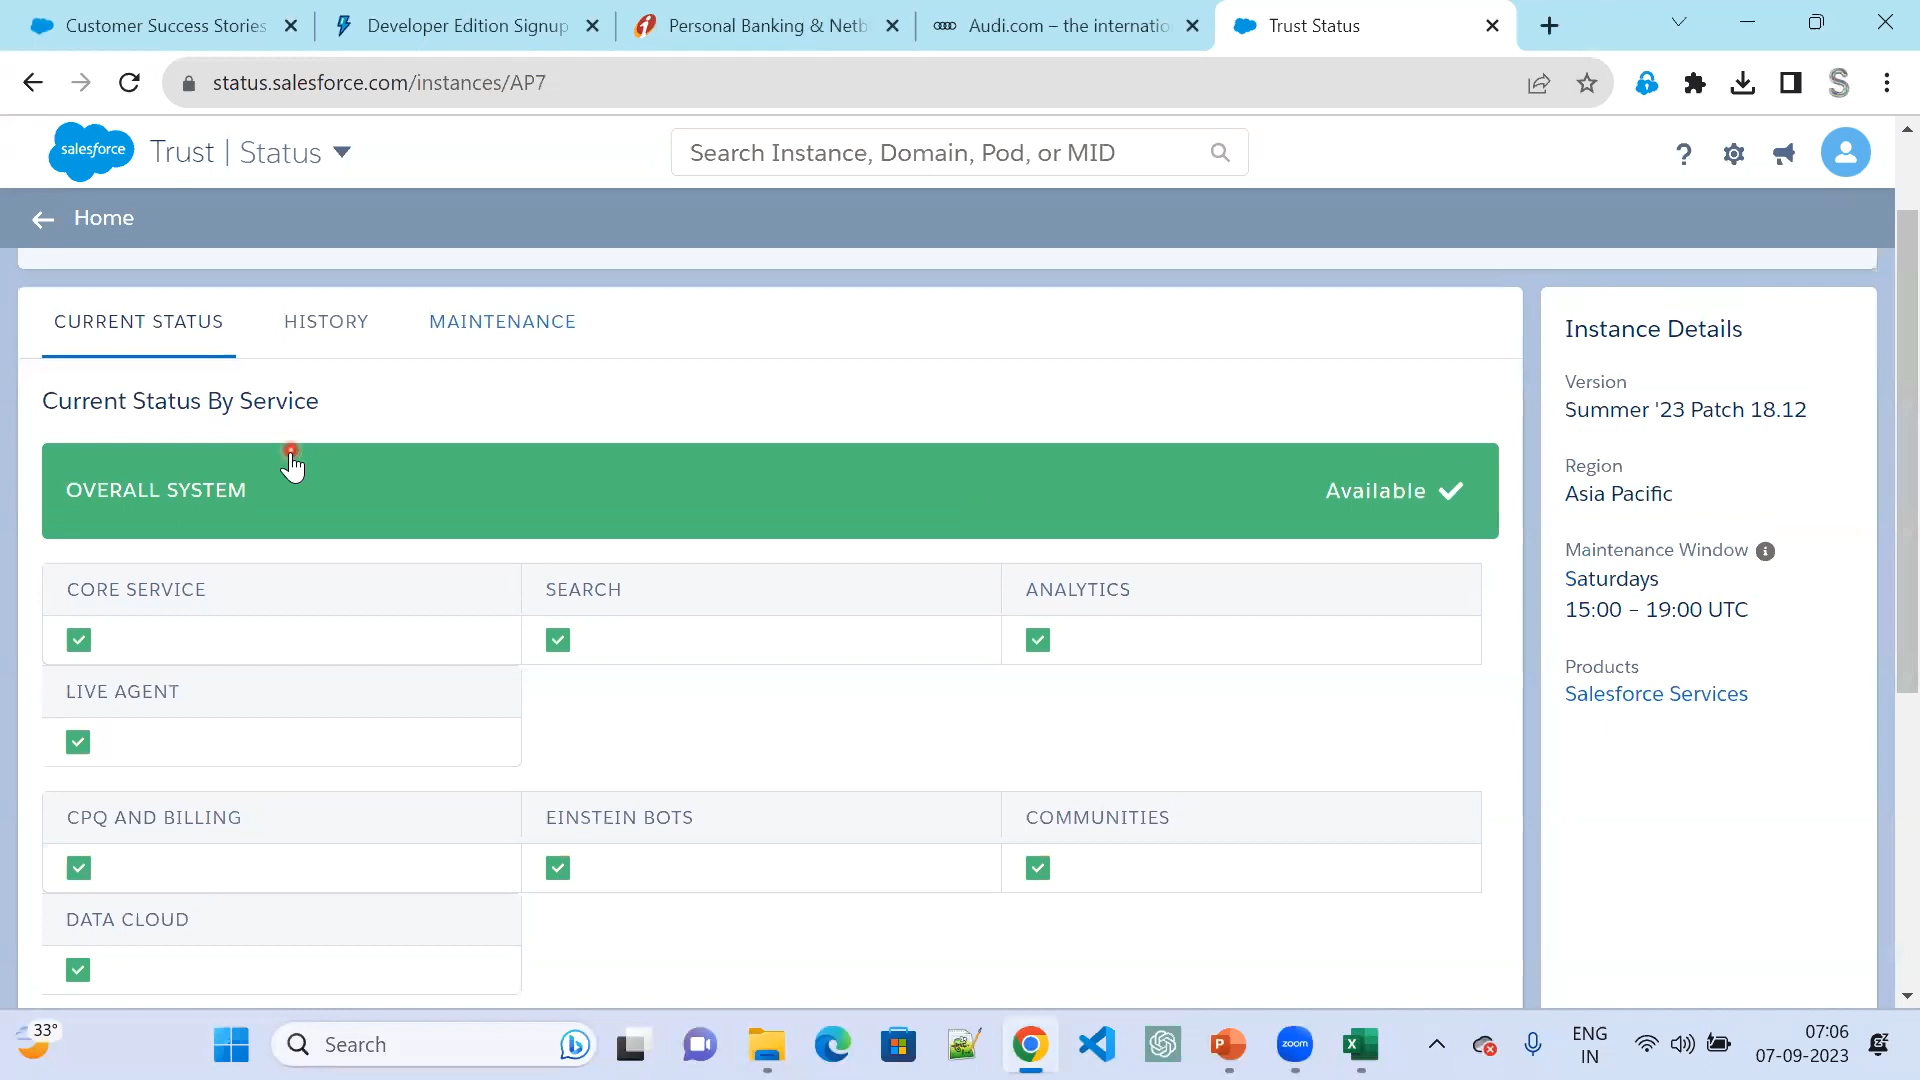 Customer Success Stories
Developer Edition Signup
Personal Banking & Netb
Audi.com – the internatio
Trust Status
status.salesforce.com/instances/AP7
salesforce
Trust | Status
Search Instance, Domain, Pod, or MID
Home
CURRENT STATUS
HISTORY
MAINTENANCE
Current Status By Service
OVERALL SYSTEM
Available
CORE SERVICE
SEARCH
ANALYTICS
LIVE AGENT
CPQ AND BILLING
EINSTEIN BOTS
COMMUNITIES
DATA CLOUD
Instance Details
Version
Summer '23 Patch 18.12
Region
Asia Pacific
Maintenance Window
Saturdays
15:00 – 19:00 UTC
Products
Salesforce Services
33°
Search
zoom
ENG
IN
07:06
07-09-2023